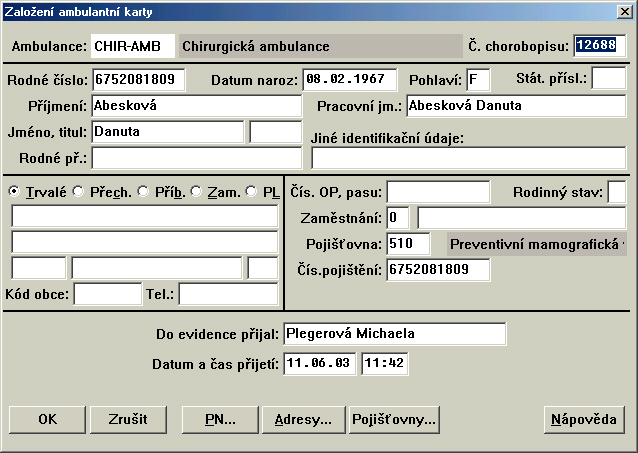 Založení ambulantní karty
Ambulance: CHIR-AMB Chirurgická ambulance Č. chorobopisu: 12688
Rodné číslo: 6752081809 Datum naroz: 08.02.1967 Pohlaví: F Stát. přísl.:
Příjmení: Abesková Pracovní jm.: Abesková Danuta
Jméno, titul: Danuta Jiné identifikační údaje:
Rodné př.:
Trvalé Přech. Příb. Zam. PL Čís. OP, pasu: Rodinný stav:
Zaměstnání: 0
Pojišťovna: 510 Preventivní mamografická
Čís.pojištění: 6752081809
Kód obce: Tel.:
Do evidence přijal: Plegerová Michaela
Datum a čas přijetí: 11.06.03 11:42
OK Zrušit PN... Adresy... Pojišťovny... Nápověda